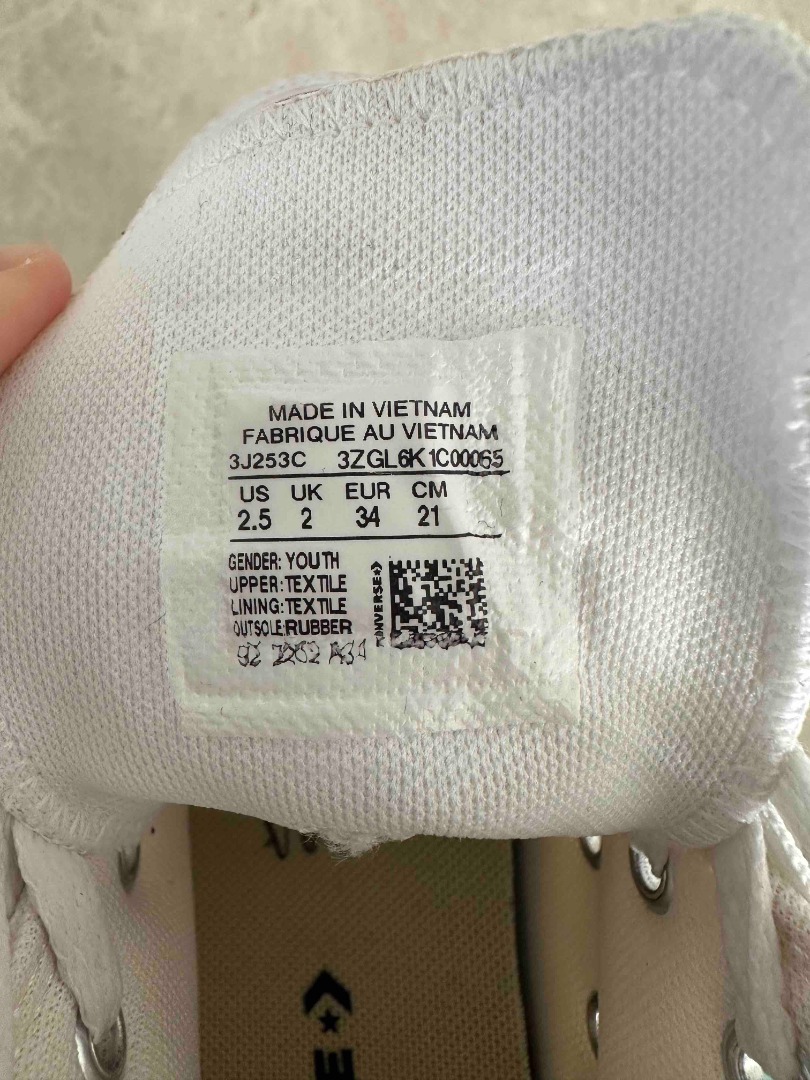 MADE IN VIETNAM
FABRIQUE AU VIETNAM
3J253C 3ZGL6K1C00065
US UK EUR CM
2.5 2 34 21
GENDER: YOUTH
UPPER:TEXTILE
LINING:TEXTILE
OUTSOLE:RUBBER
CONVERSE
E